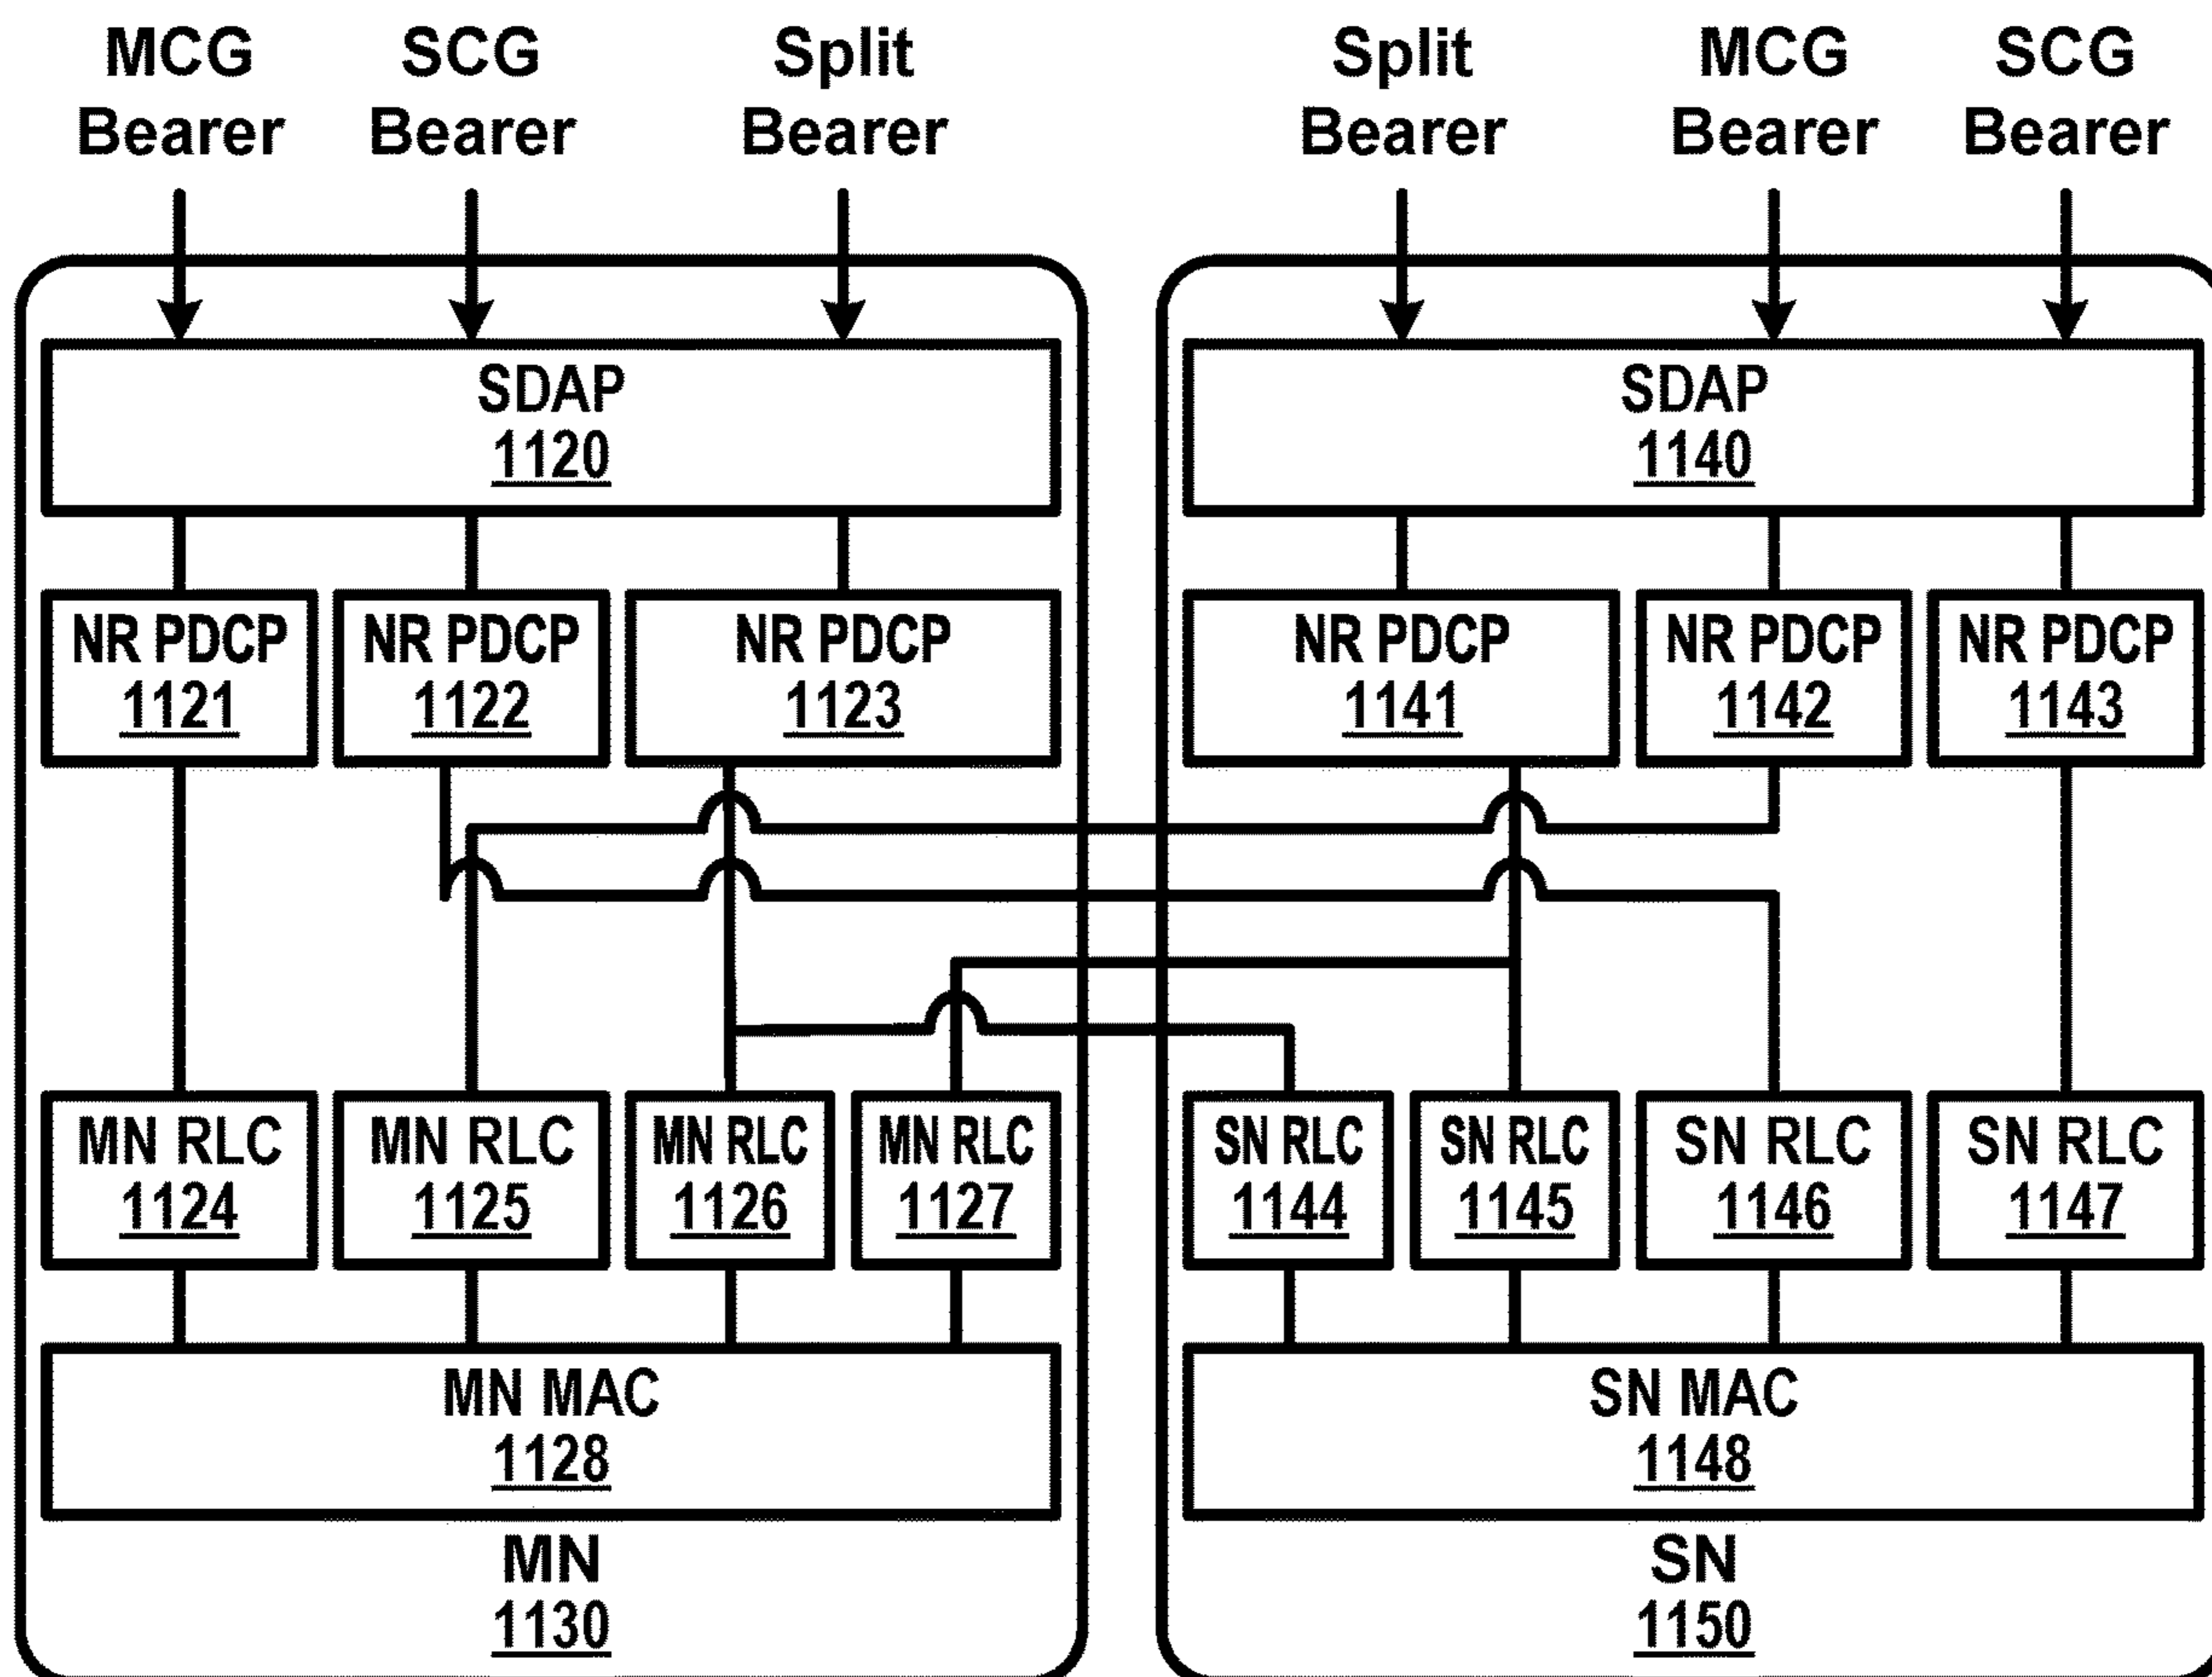 MCG
Bearer
SCG
Bearer
Split
Bearer
Split
Bearer
MCG
Bearer
SCG
Bearer
SDAP
1120
SDAP
1140
NR PDCP
1121
NR PDCP
1122
NR PDCP
1123
NR PDCP
1141
NR PDCP
1142
NR PDCP
1143
MN RLC
1124
MN RLC
1125
MN RLC
1126
MN RLC
1127
SN RLC
1144
SN RLC
1145
SN RLC
1146
SN RLC
1147
MN MAC
1128
SN MAC
1148
MN
1130
SN
1150